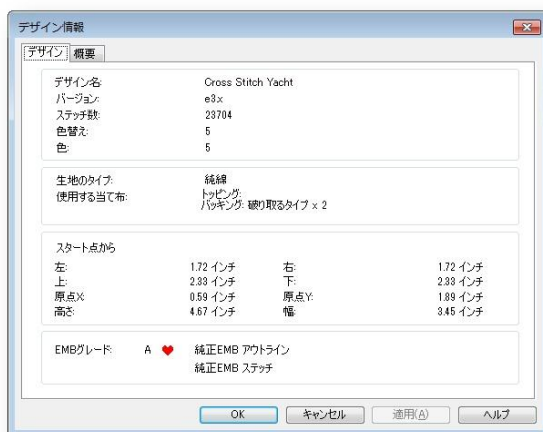 デザイン情報
デザイン 概要
デザイン名: Cross Stitch Yacht
バージョン: e3.x
ステッチ数: 23704
色替え: 5
色: 5
生地のタイプ: 純綿
使用する当て布: トッピング:
バッキング: 破り取るタイプ x 2
スタート点から
左: 1.72 インチ 右: 1.72 インチ
上: 2.33 インチ 下: 2.33 インチ
原点X: 0.59 インチ 原点Y: 1.89 インチ
高さ: 4.67 インチ 幅: 3.45 インチ
EMBグレード: A 純正EMB アウトライン
純正EMB ステッチ
OK キャンセル 適用(A) ヘルプ